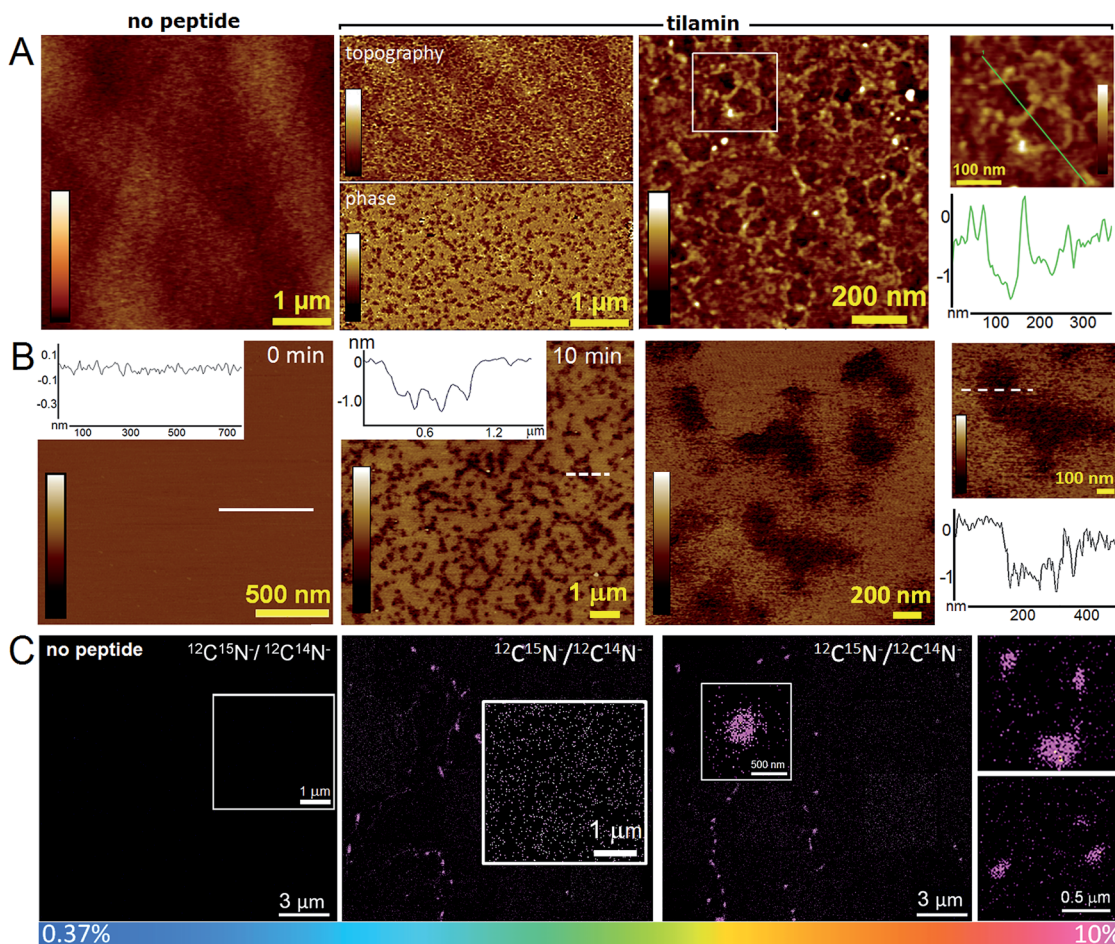 no peptide
tilamin
A
topography
phase
1 µm
1 µm
200 nm
100 nm
0
-1
nm
100 200 300
B
0 min
0.1
-0.1
-0.3
nm
100 300 500 700
500 nm
10 min
nm
0
-1.0
0.6 1.2 µm
1 µm
200 nm
100 nm
0
-1
nm
200 400
C
no peptide
¹²C¹⁵N⁻/ ¹²C¹⁴N⁻
1 µm
3 µm
¹²C¹⁵N⁻/¹²C¹⁴N⁻
1 µm
¹²C¹⁵N⁻/¹²C¹⁴N⁻
500 nm
3 µm
0.5 µm
0.37%
10%